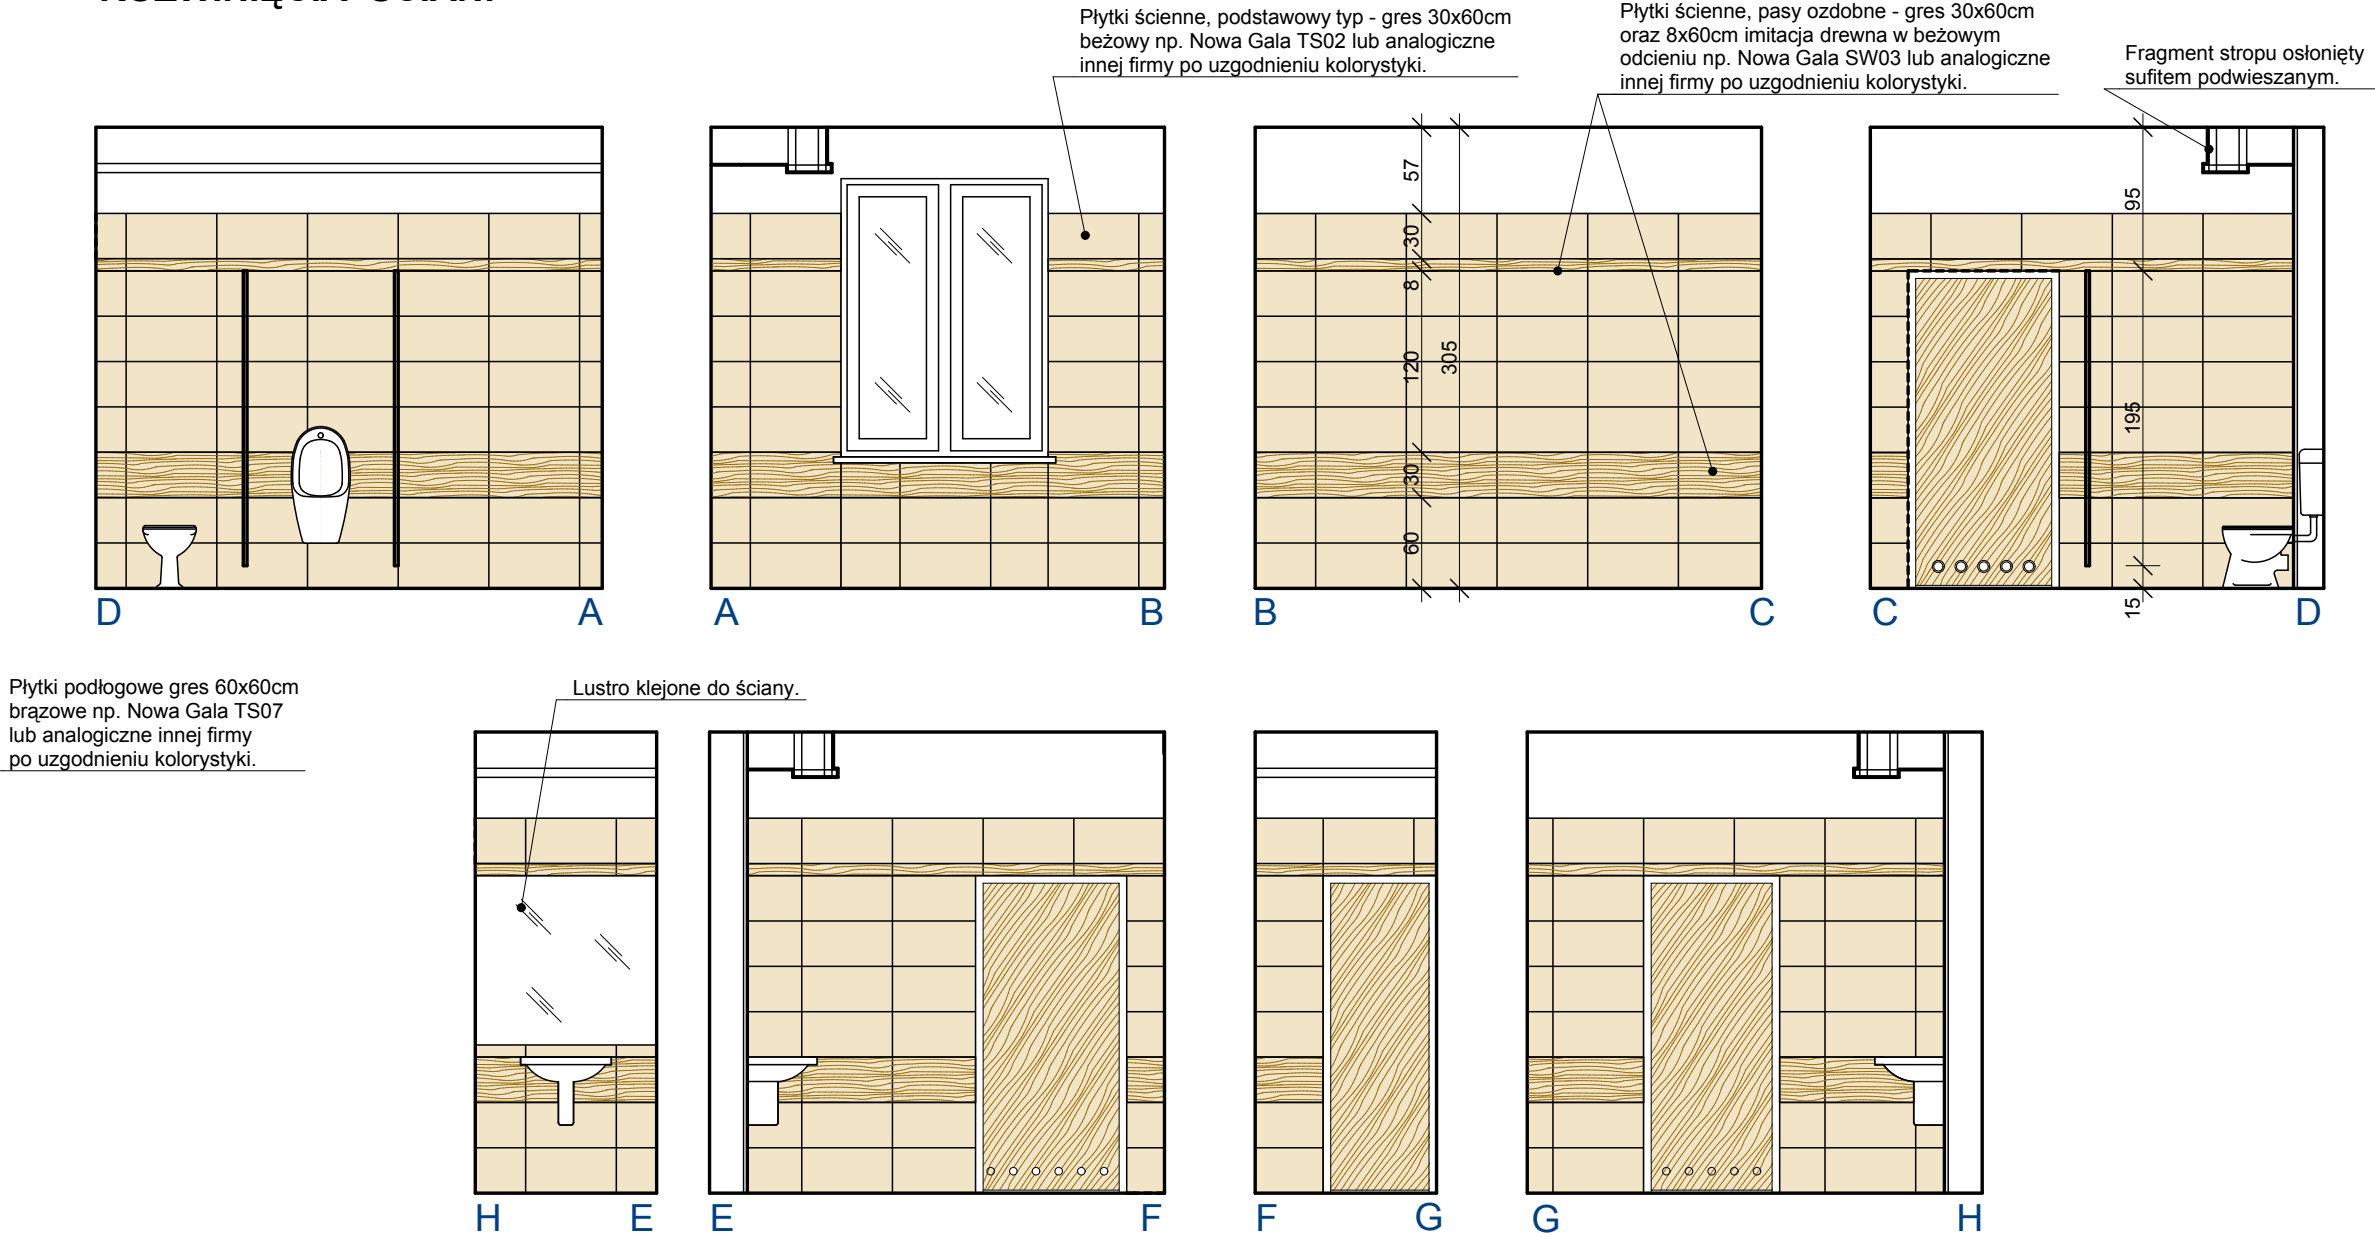 Płytki ścienne, podstawowy typ - gres 30x60cm
beżowy np. Nowa Gala TS02 lub analogiczne
innej firmy po uzgodnieniu kolorystyki.
Płytki ścienne, pasy ozdobne - gres 30x60cm
oraz 8x60cm imitacja drewna w beżowym
odcieniu np. Nowa Gala SW03 lub analogiczne
innej firmy po uzgodnieniu kolorystyki.
Fragment stropu osłonięty
sufitem podwieszanym.
57
30
8
120
30
60
305
95
195
15
D A
A B
B C
C D
Płytki podłogowe gres 60x60cm
brązowe np. Nowa Gala TS07
lub analogiczne innej firmy
po uzgodnieniu kolorystyki.
Lustro klejone do ściany.
H E
E F
F G
G H